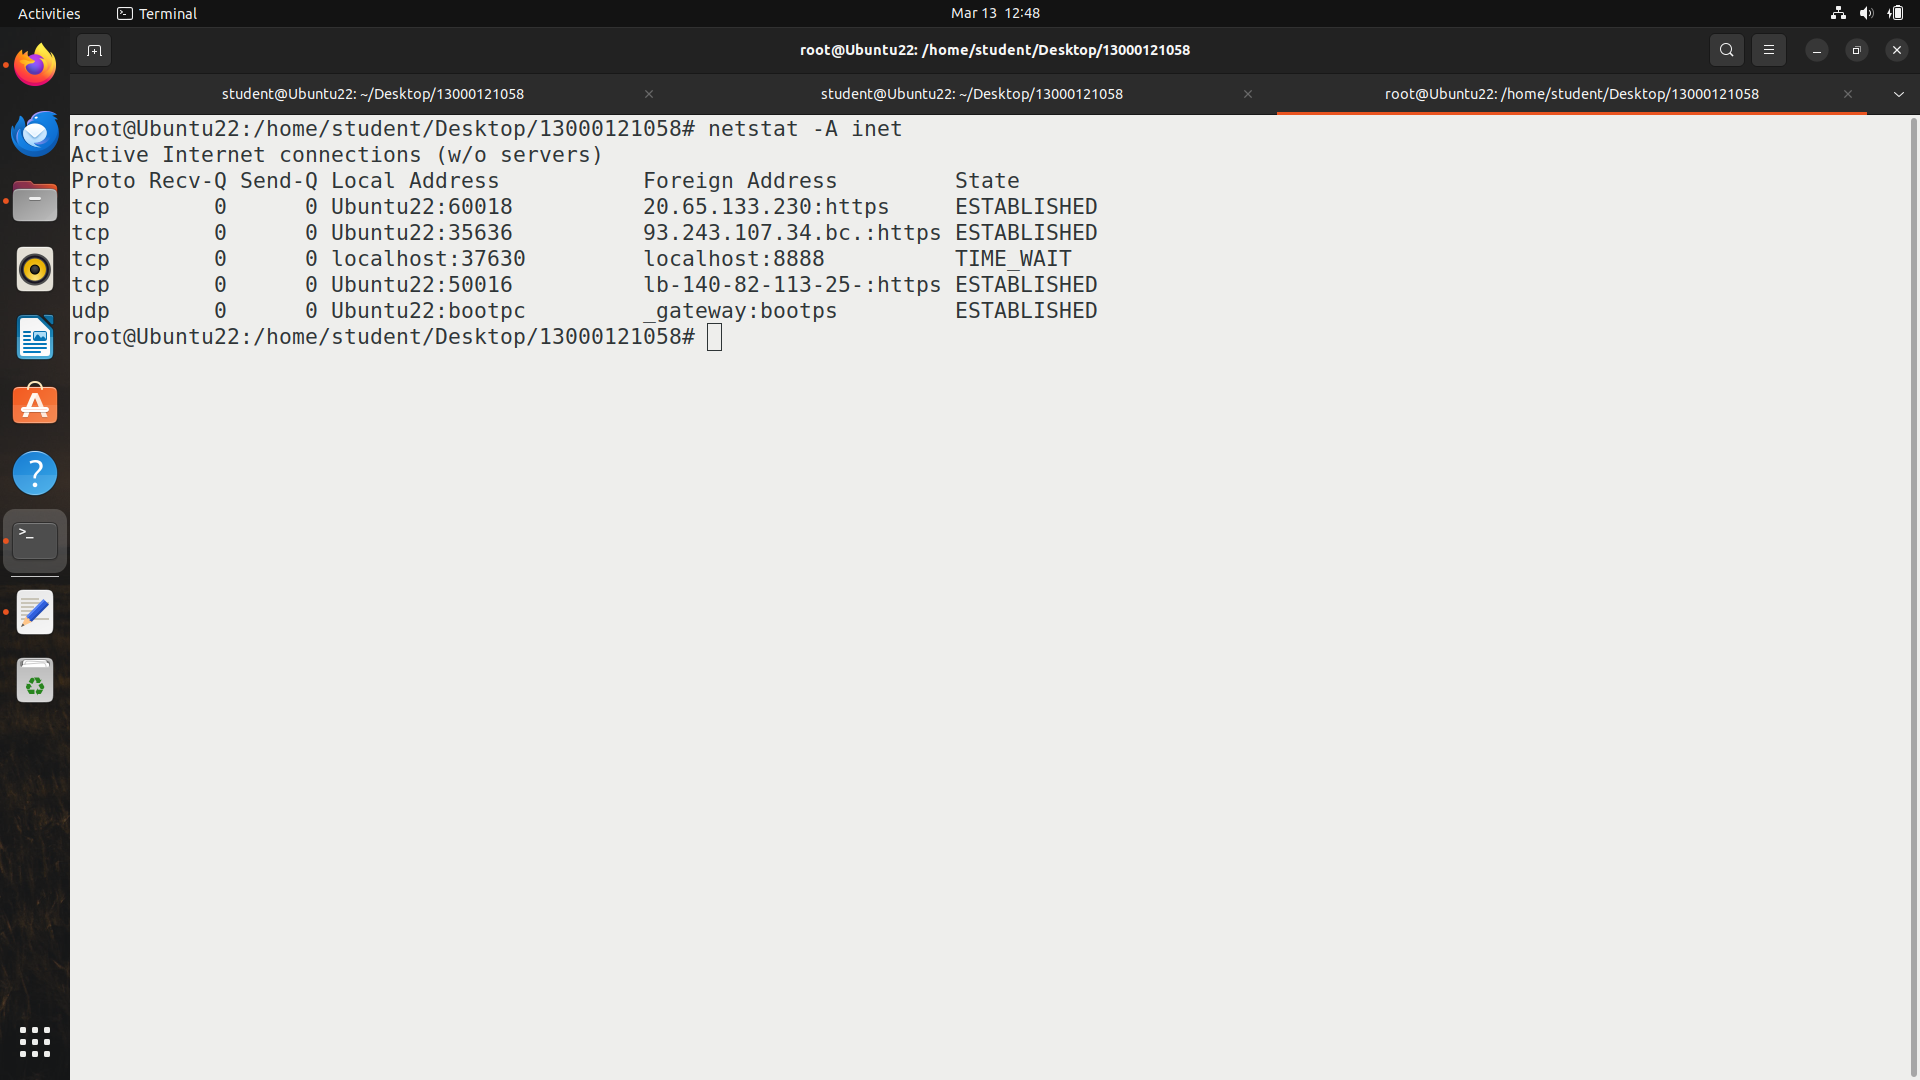 Activities Terminal Mar 13 12:48
root@Ubuntu22: /home/student/Desktop/13000121058
student@Ubuntu22: ~/Desktop/13000121058 student@Ubuntu22: ~/Desktop/13000121058 root@Ubuntu22: /home/student/Desktop/13000121058
root@Ubuntu22:/home/student/Desktop/13000121058# netstat -A inet
Active Internet connections (w/o servers)
Proto Recv-Q Send-Q Local Address           Foreign Address         State
tcp        0      0 Ubuntu22:60018          20.65.133.230:https     ESTABLISHED
tcp        0      0 Ubuntu22:35636          93.243.107.34.bc.:https ESTABLISHED
tcp        0      0 localhost:37630         localhost:8888          TIME_WAIT
tcp        0      0 Ubuntu22:50016          lb-140-82-113-25-:https ESTABLISHED
udp        0      0 Ubuntu22:bootpc         _gateway:bootps         ESTABLISHED
root@Ubuntu22:/home/student/Desktop/13000121058#